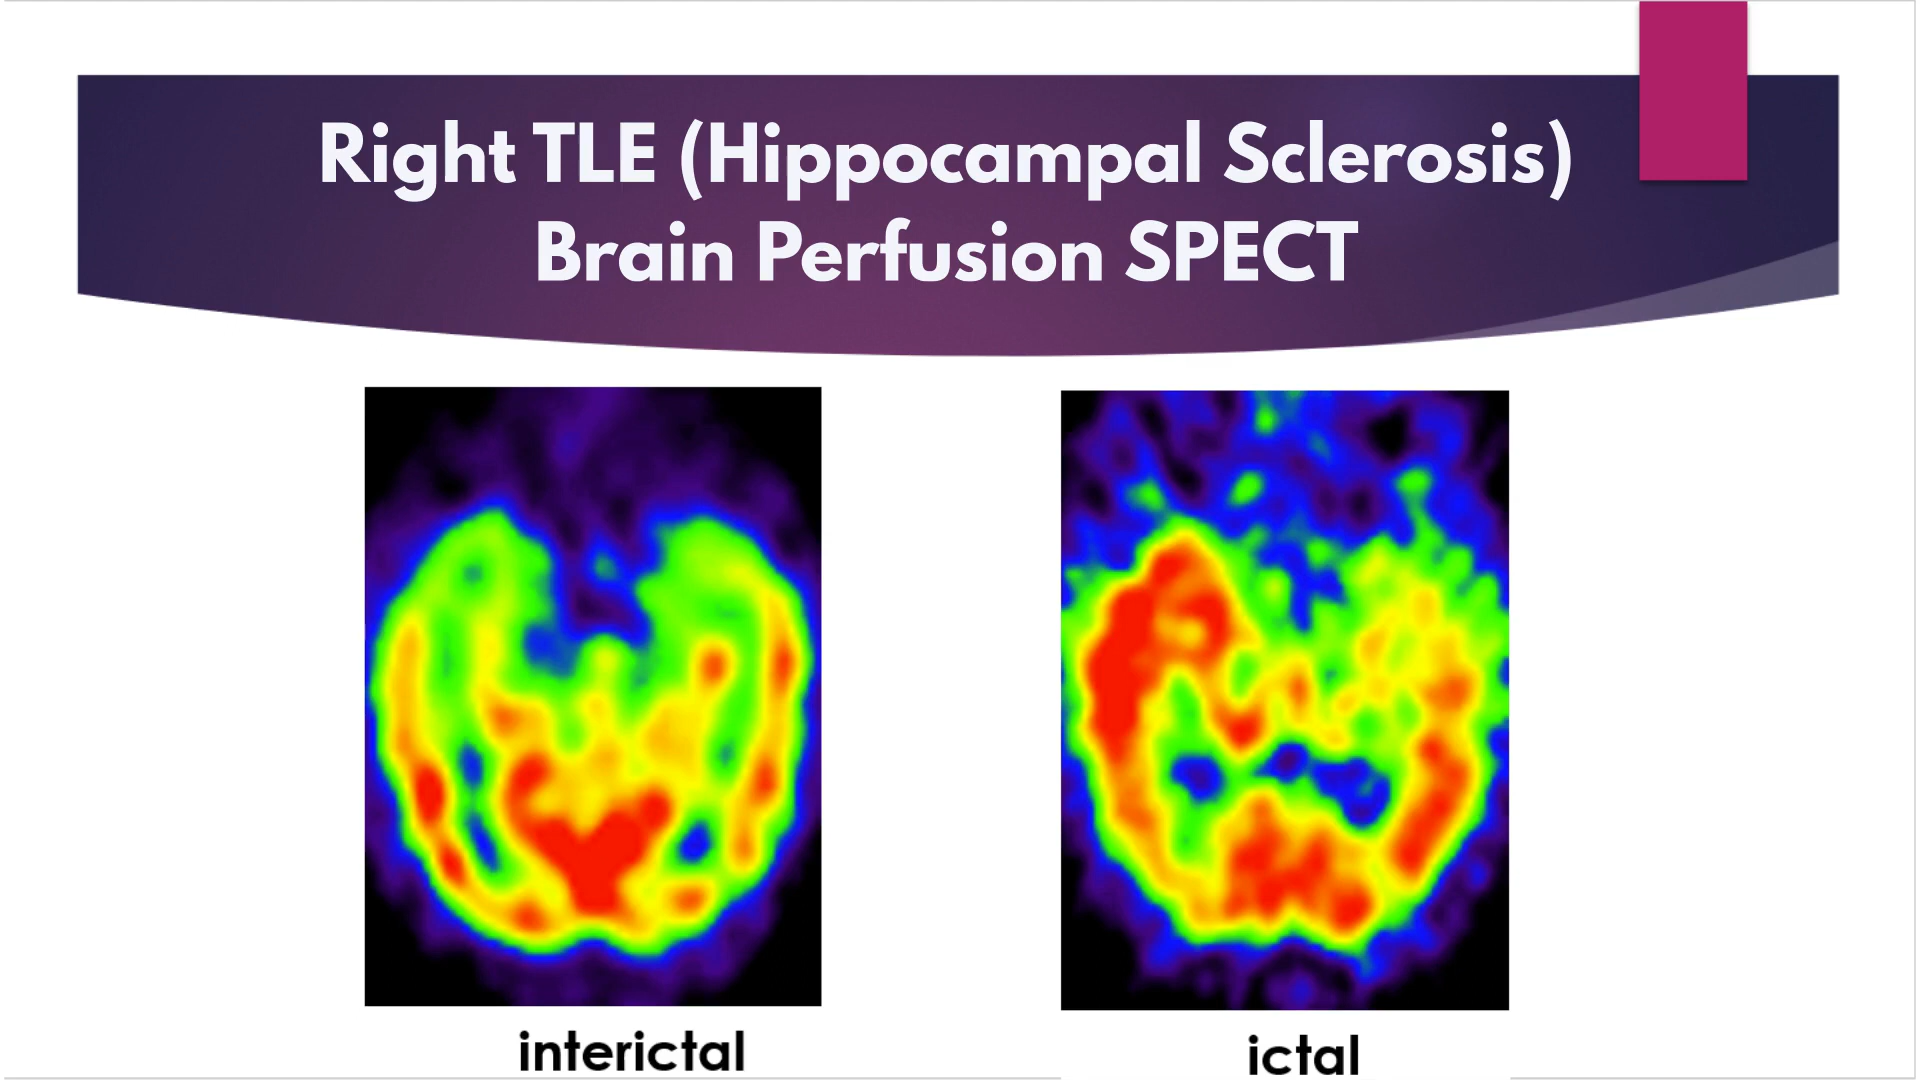 Right TLE (Hippocampal Sclerosis)
Brain Perfusion SPECT
interictal
ictal